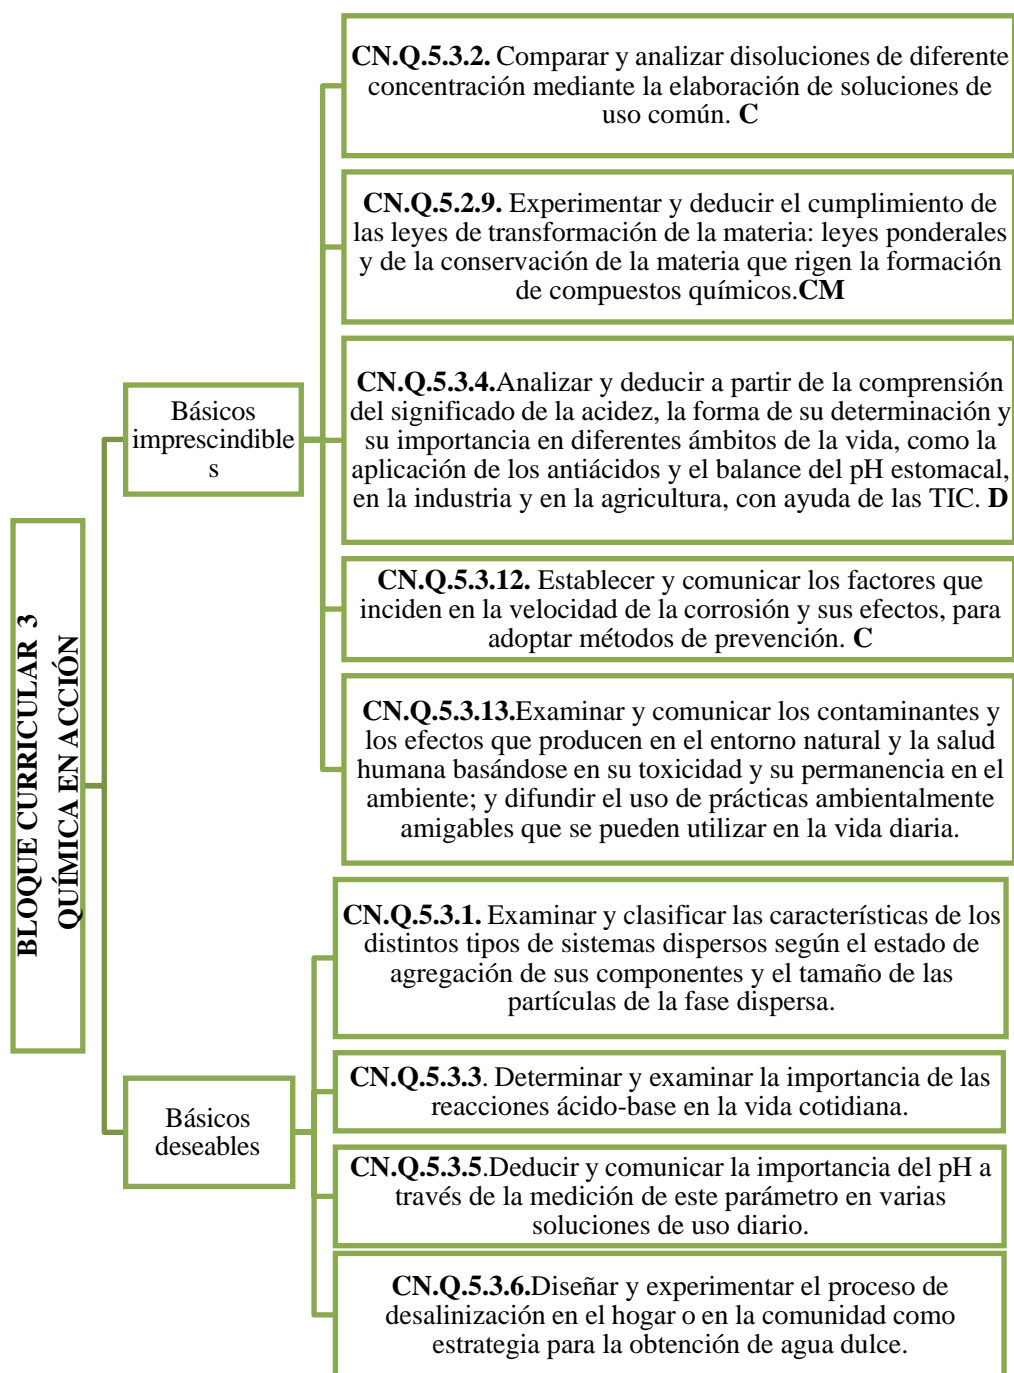 BLOQUE CURRICULAR 3
QUÍMICA EN ACCIÓN
Básicos
imprescindible
s
CN.Q.5.3.2. Comparar y analizar disoluciones de diferente
concentración mediante la elaboración de soluciones de
uso común. C
CN.Q.5.2.9. Experimentar y deducir el cumplimiento de
las leyes de transformación de la materia: leyes ponderales
y de la conservación de la materia que rigen la formación
de compuestos químicos.CM
CN.Q.5.3.4.Analizar y deducir a partir de la comprensión
del significado de la acidez, la forma de su determinación y
su importancia en diferentes ámbitos de la vida, como la
aplicación de los antiácidos y el balance del pH estomacal,
en la industria y en la agricultura, con ayuda de las TIC. D
CN.Q.5.3.12. Establecer y comunicar los factores que
inciden en la velocidad de la corrosión y sus efectos, para
adoptar métodos de prevención. C
CN.Q.5.3.13.Examinar y comunicar los contaminantes y
los efectos que producen en el entorno natural y la salud
humana basándose en su toxicidad y su permanencia en el
ambiente; y difundir el uso de prácticas ambientalmente
amigables que se pueden utilizar en la vida diaria.
Básicos
deseables
CN.Q.5.3.1. Examinar y clasificar las características de los
distintos tipos de sistemas dispersos según el estado de
agregación de sus componentes y el tamaño de las
partículas de la fase dispersa.
CN.Q.5.3.3. Determinar y examinar la importancia de las
reacciones ácido-base en la vida cotidiana.
CN.Q.5.3.5.Deducir y comunicar la importancia del pH a
través de la medición de este parámetro en varias
soluciones de uso diario.
CN.Q.5.3.6.Diseñar y experimentar el proceso de
desalinización en el hogar o en la comunidad como
estrategia para la obtención de agua dulce.